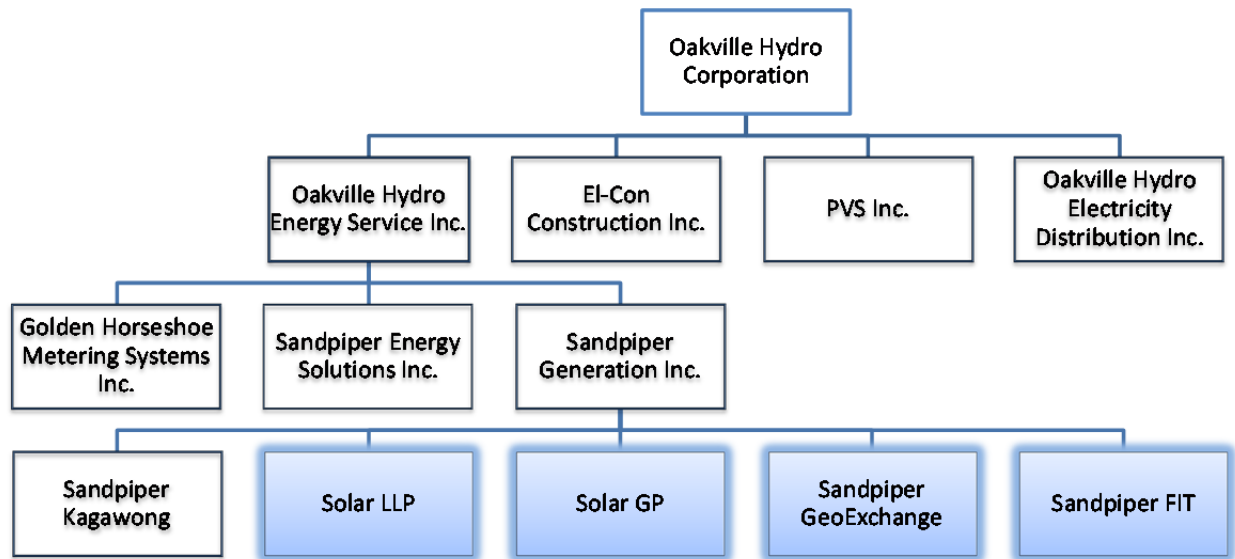 Oakville Hydro
Corporation
Oakville Hydro
Energy Service Inc.
El-Con
Construction Inc.
PVS Inc.
Oakville Hydro
Electricity
Distribution Inc.
Golden Horseshoe
Metering Systems
Inc.
Sandpiper Energy
Solutions Inc.
Sandpiper
Generation Inc.
Sandpiper
Kagawong
Solar LLP
Solar GP
Sandpiper
GeoExchange
Sandpiper FIT